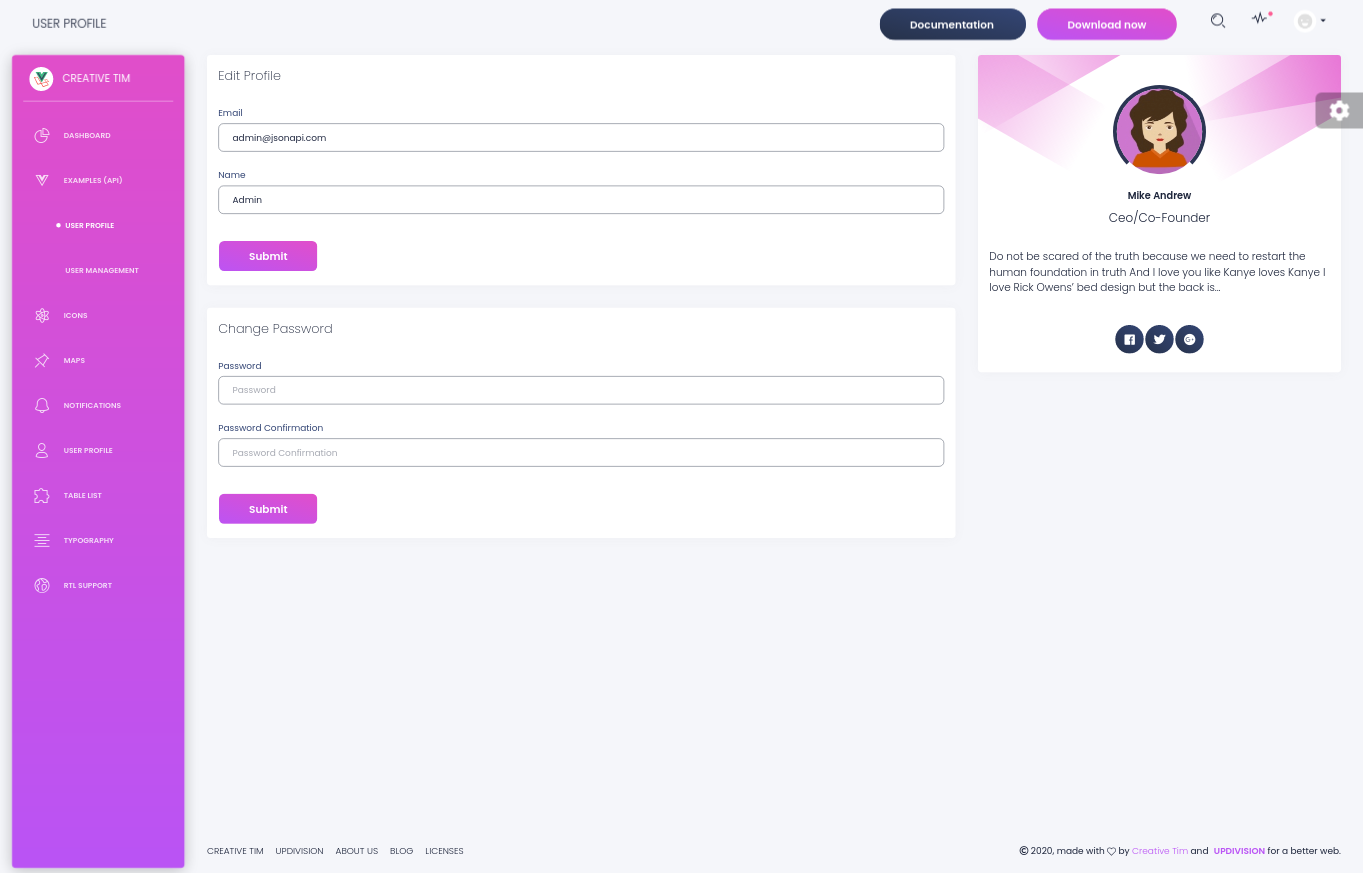 USER PROFILE
Documentation
Download now
CREATIVE TIM
DASHBOARD
EXAMPLES (API)
USER PROFILE
USER MANAGEMENT
ICONS
MAPS
NOTIFICATIONS
USER PROFILE
TABLE LIST
TYPOGRAPHY
RTL SUPPORT
Edit Profile
Email
admin@jsonapi.com
Name
Admin
Submit
Change Password
Password
Password
Password Confirmation
Password Confirmation
Submit
Mike Andrew
Ceo/Co-Founder
Do not be scared of the truth because we need to restart the
human foundation in truth And I love you like Kanye loves Kanye I
love Rick Owens’ bed design but the back is...
CREATIVE TIM UPDIVISION ABOUT US BLOG LICENSES
© 2020, made with ♡ by Creative Tim and UPDIVISION for a better web.